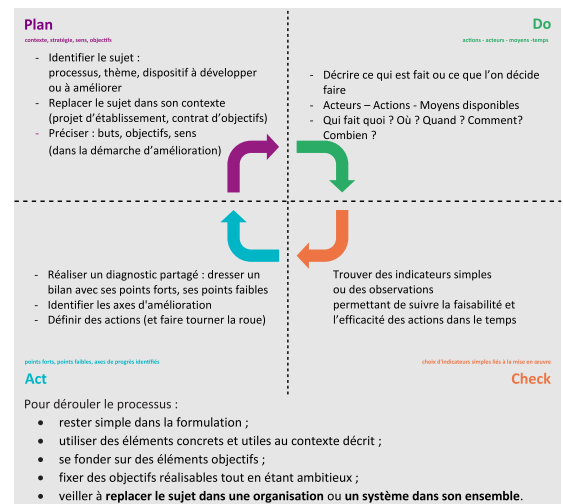 Plan
contexte, stratégie, sens, objectifs
- Identifier le sujet :
processus, thème, dispositif à développer
ou à améliorer
- Replacer le sujet dans son contexte
(projet d'établissement, contrat d'objectifs)
- Préciser : buts, objectifs, sens
(dans la démarche d'amélioration)
Do
actions - acteurs - moyens -temps
- Décrire ce qui est fait ou ce que l'on décide
faire
- Acteurs – Actions - Moyens disponibles
- Qui fait quoi ? Où ? Quand ? Comment?
Combien ?
- Réaliser un diagnostic partagé : dresser un
bilan avec ses points forts, ses points faibles
- Identifier les axes d'amélioration
- Définir des actions (et faire tourner la roue)
points forts, points faibles, axes de progrès identifiés
Act
Trouver des indicateurs simples
ou des observations
permettant de suivre la faisabilité et
l'efficacité des actions dans le temps
choix d'indicateurs simples liés à la mise en œuvre
Check
Pour dérouler le processus :
• rester simple dans la formulation ;
• utiliser des éléments concrets et utiles au contexte décrit ;
• se fonder sur des éléments objectifs ;
• fixer des objectifs réalisables tout en étant ambitieux ;
• veiller à replacer le sujet dans une organisation ou un système dans son ensemble.